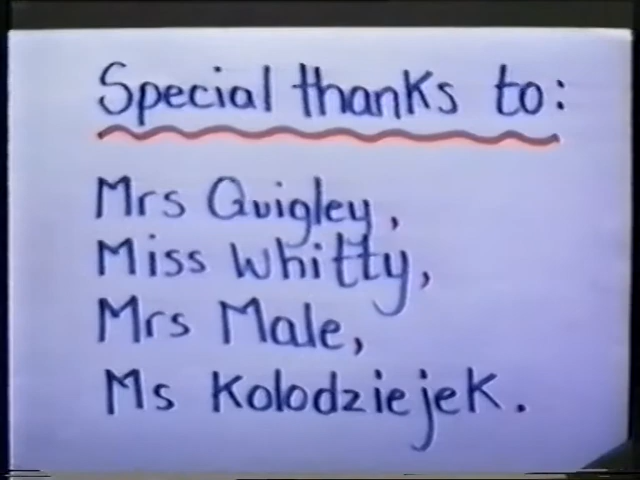 Special thanks to:
Mrs Quigley,
Miss Whitty,
Mrs Male,
Ms Kolodziejek.